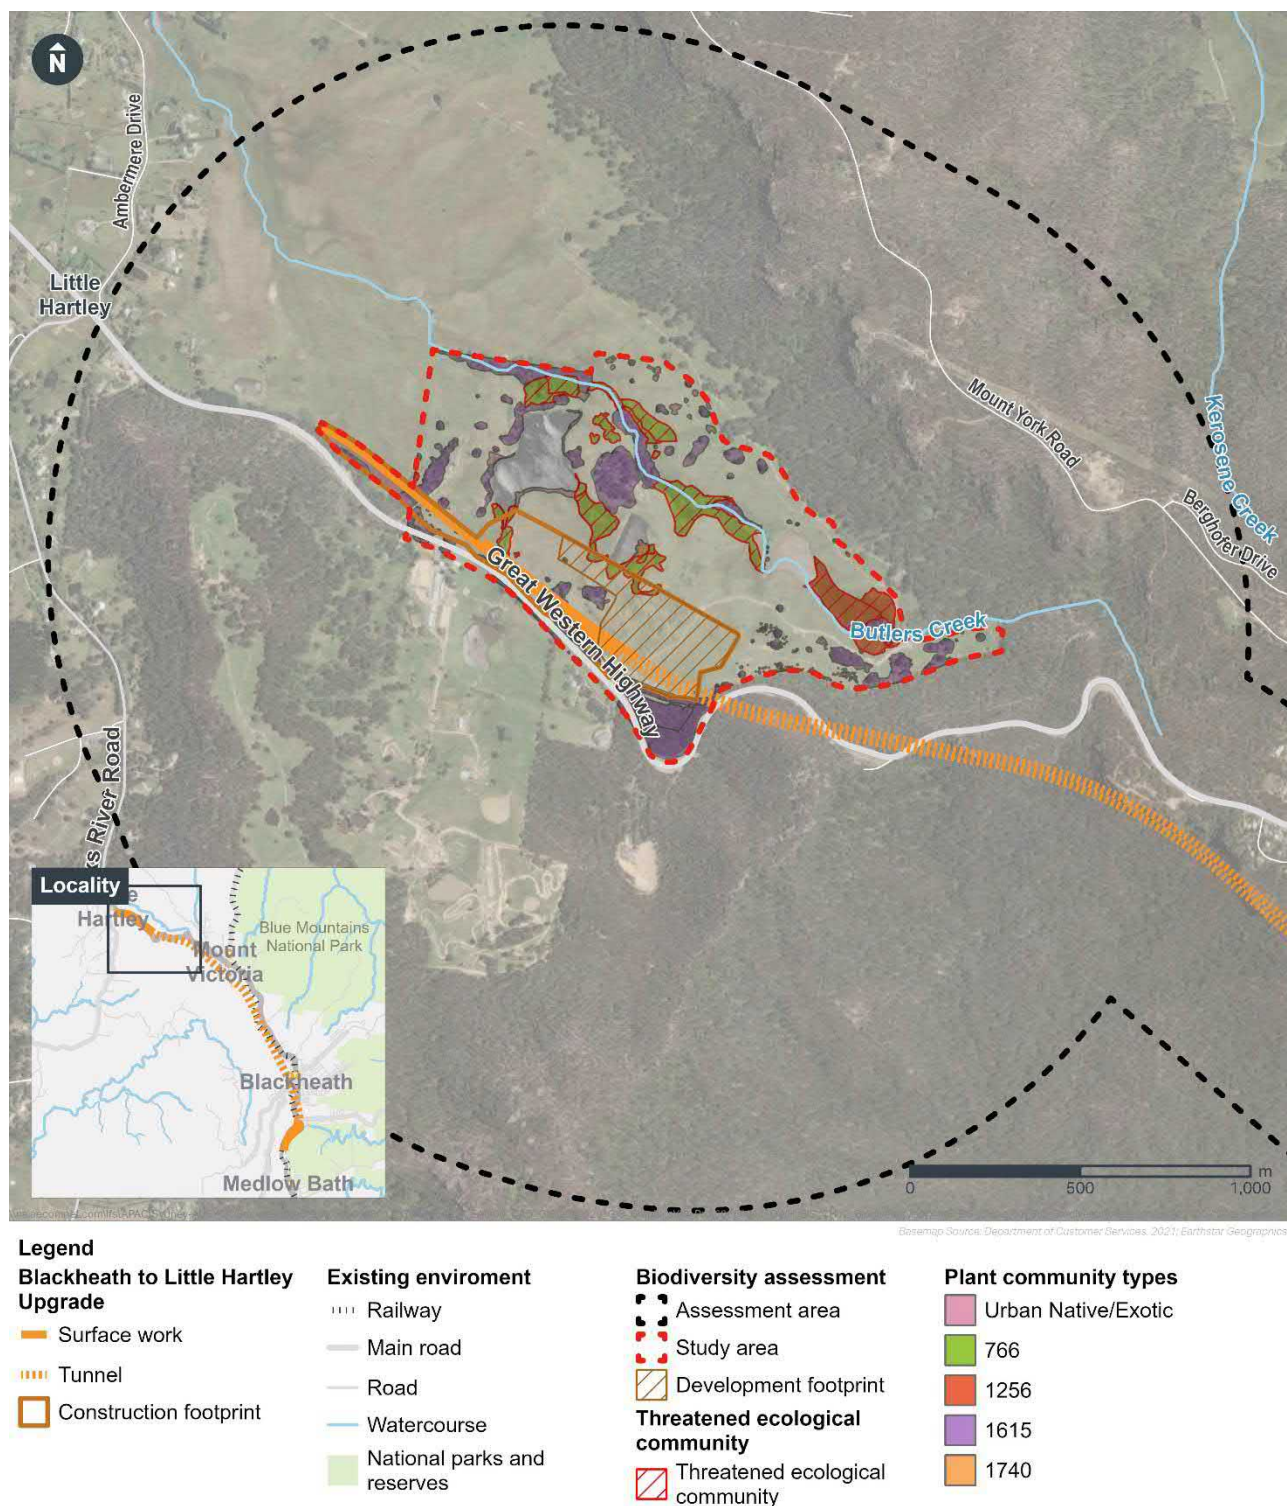 N
Ambermere Drive
Little
Hartley
Mount York Road
Kerosene Creek
Berghofer Drive
Great Western Highway
Butlers Creek
ks River Road
Locality
Hartley
Blue Mountains
National Park
Mount
Victoria
Blackheath
Medlow Bath
m
0 500 1,000
Basemap Source: Department of Customer Services, 2021; Earthstar Geographics
Legend
Blackheath to Little Hartley
Upgrade
Surface work
Tunnel
Construction footprint
Existing enviroment
Railway
Main road
Road
Watercourse
National parks and
reserves
Biodiversity assessment
Assessment area
Study area
Development footprint
Threatened ecological
community
Threatened ecological
community
Plant community types
Urban Native/Exotic
766
1256
1615
1740